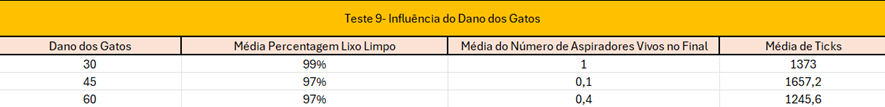 Teste 9- Influência do Dano dos Gatos
Dano dos Gatos Média Percentagem Lixo Limpo Média do Número de Aspiradores Vivos no Final Média de Ticks
30 99% 1 1373
45 97% 0,1 1657,2
60 97% 0,4 1245,6